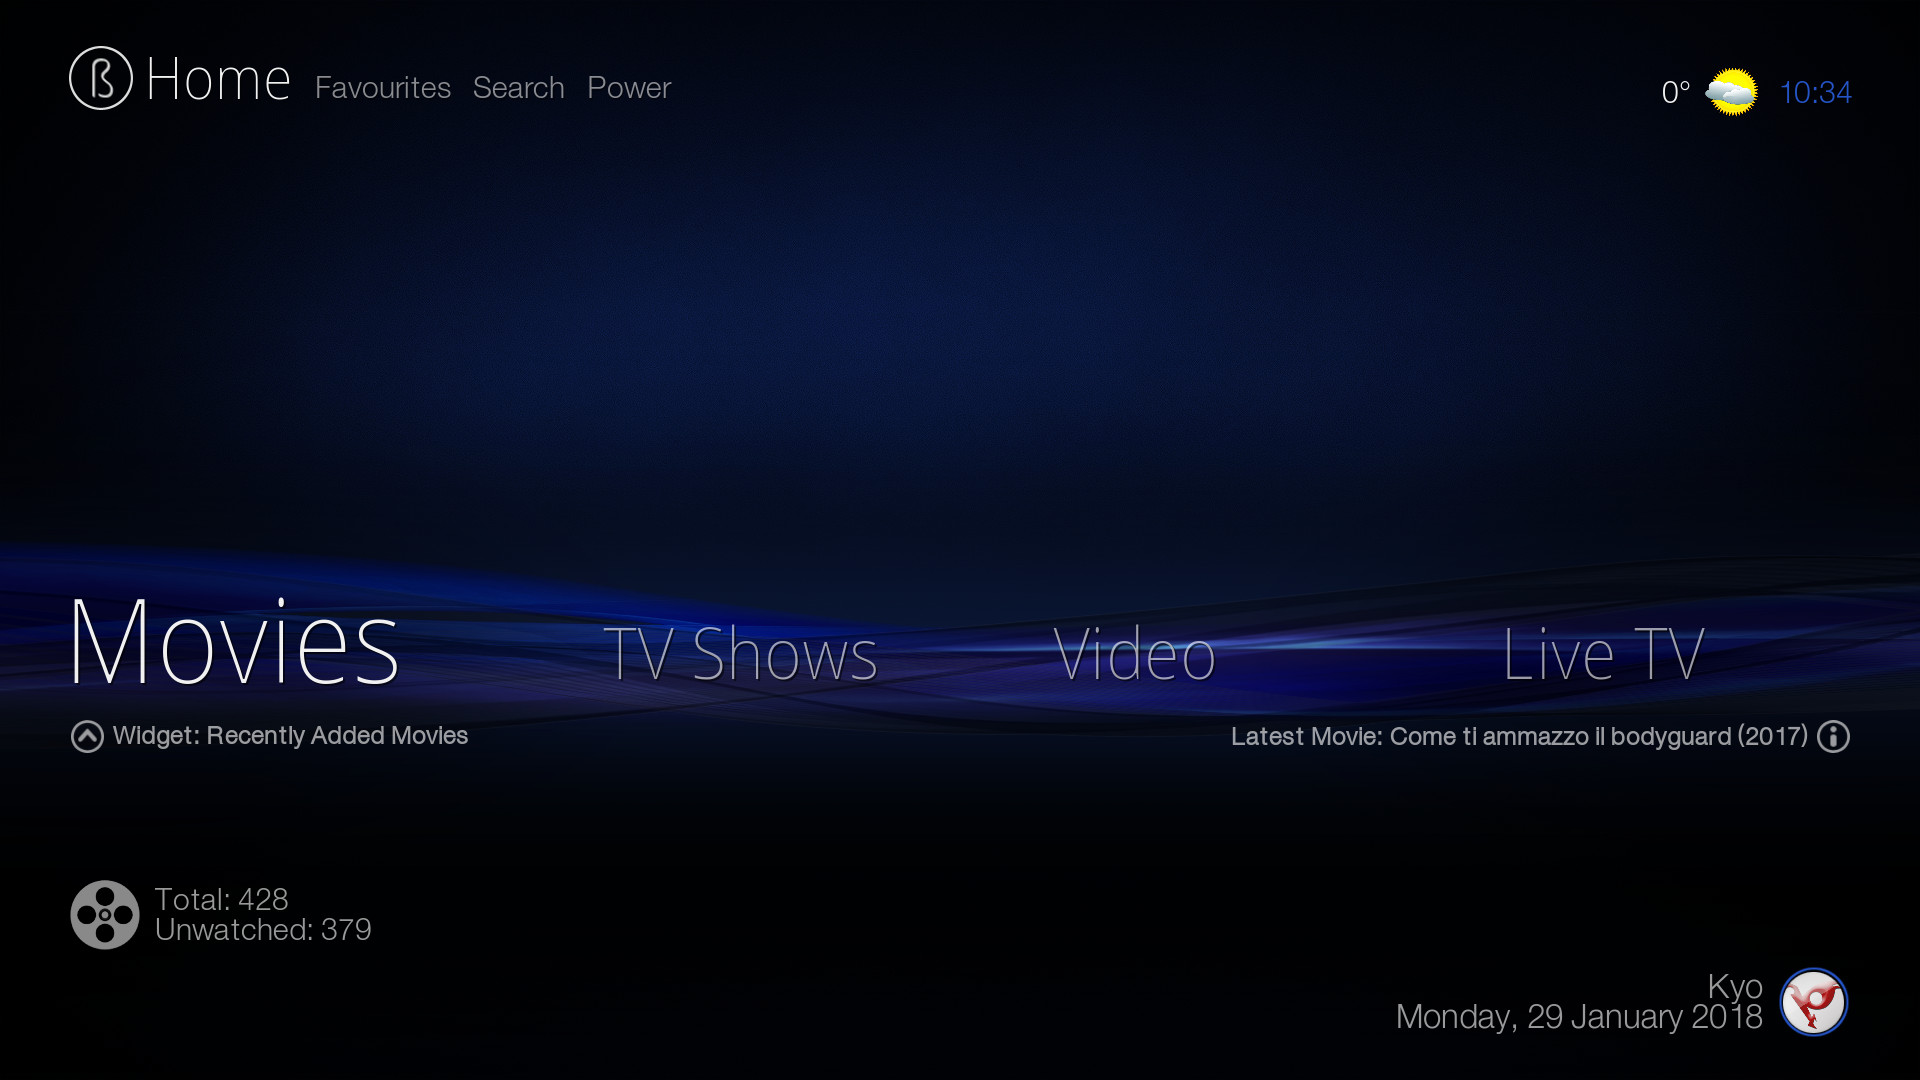 ß Home Favourites Search Power
0° 10:34
Movies TV Shows Video Live TV
Widget: Recently Added Movies
Latest Movie: Come ti ammazzo il bodyguard (2017)
Total: 428
Unwatched: 379
Kyo
Monday, 29 January 2018